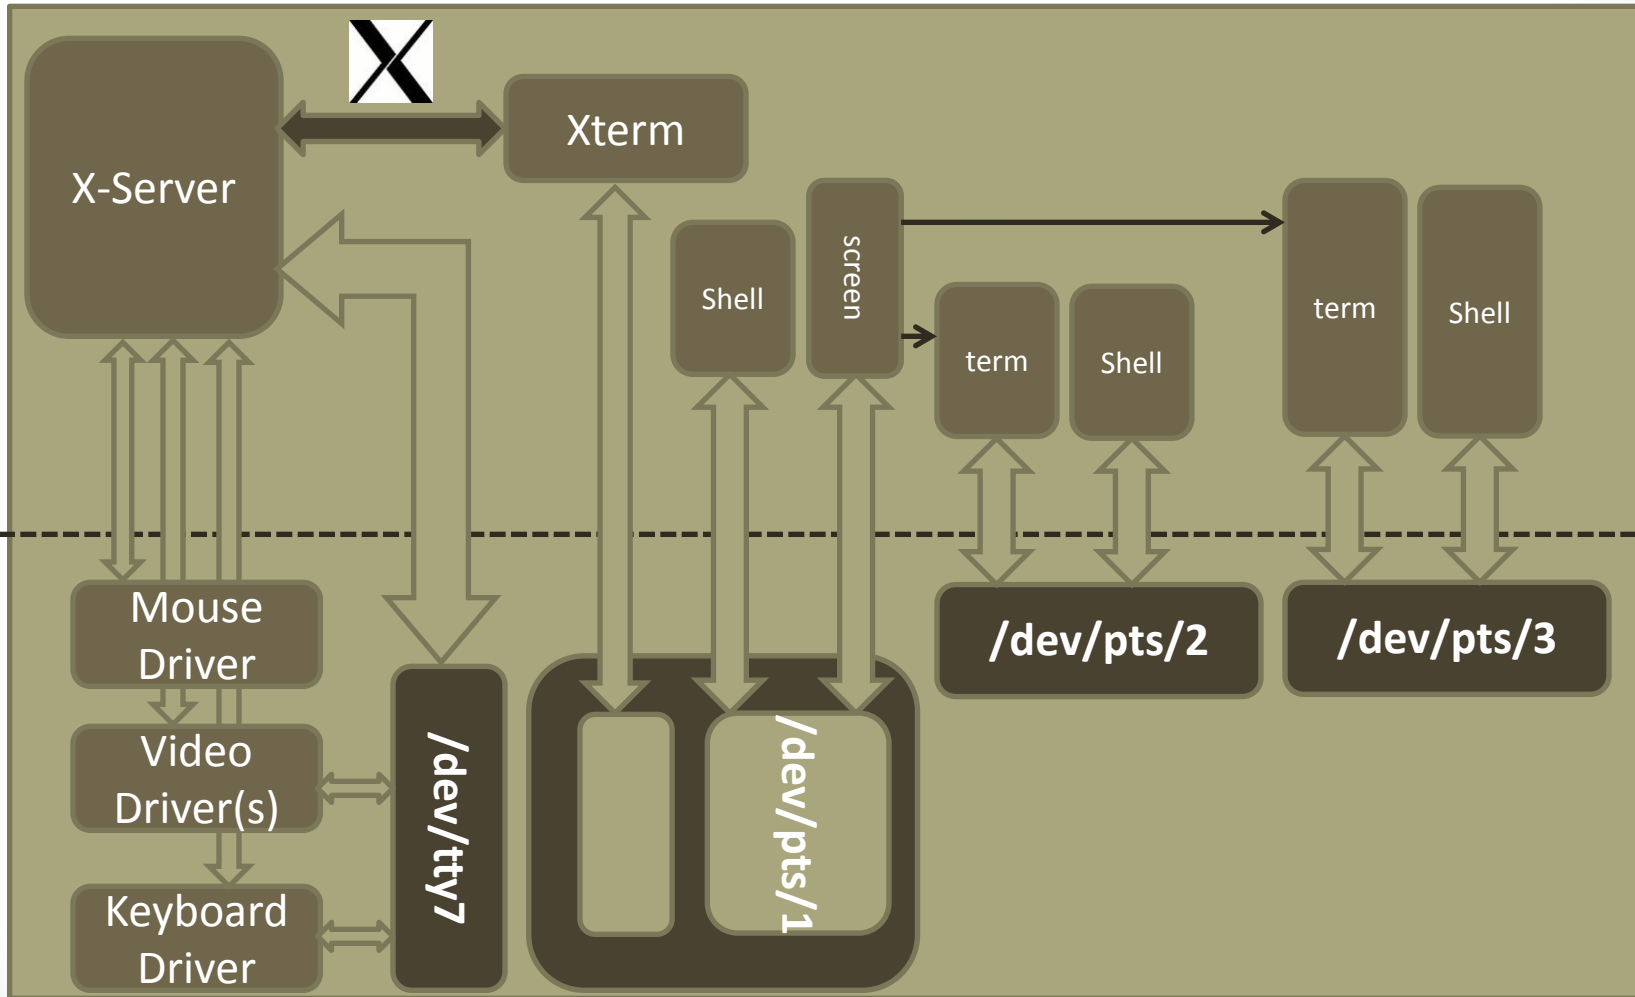 X
X-Server
Xterm
Shell
screen
term
Shell
term
Shell
Mouse
Driver
Video
Driver(s)
Keyboard
Driver
/dev/tty7
/dev/pts/1
/dev/pts/2
/dev/pts/3